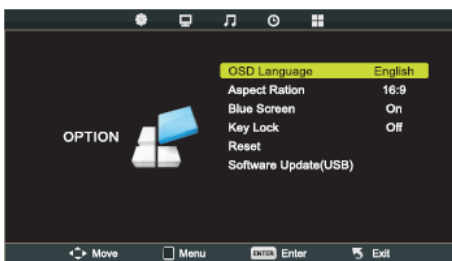 OSD Language English
Aspect Ration 16:9
Blue Screen On
Key Lock Off
OPTION
Reset
Software Update(USB)
Move Menu ENTER Enter Exit